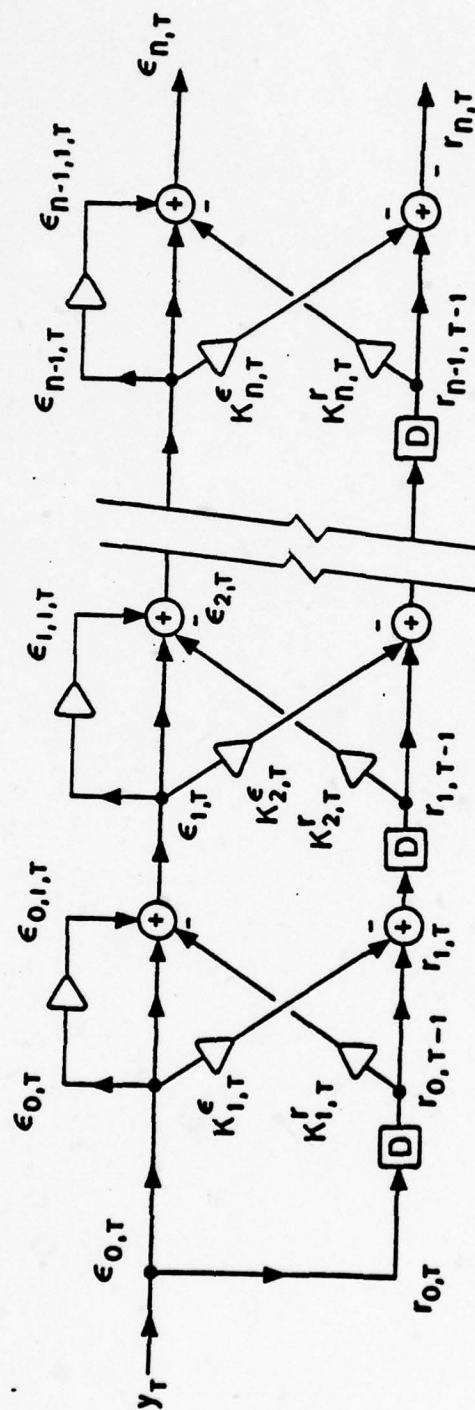 y_T
ϵ_{0,T}
r_{0,T}
ϵ_{0,T}
ϵ_{0,1,T}
K^ϵ_{1,T}
K^r_{1,T}
D
r_{0,T-1}
+
-
+
-
r_{1,T}
ϵ_{1,T}
ϵ_{1,1,T}
K^ϵ_{2,T}
K^r_{2,T}
D
r_{1,T-1}
+
-
ϵ_{2,T}
+
-
ϵ_{n-1,T}
ϵ_{n-1,1,T}
K^ϵ_{n,T}
K^r_{n,T}
D
r_{n-1,T-1}
+
-
ϵ_{n,T}
+
-
-
r_{n,T}